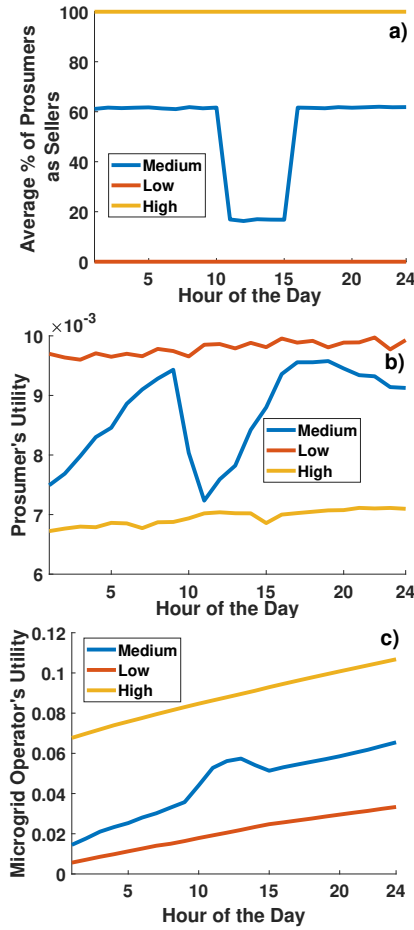 a)
100
80
60
40
20
0
Average % of Prosumers
as Sellers
Medium
Low
High
5 10 15 20 24
Hour of the Day
×10-3
b)
10
9
8
7
6
Prosumer's Utility
Medium
Low
High
5 10 15 20 24
Hour of the Day
c)
0.12
0.1
0.08
0.06
0.04
0.02
0
Microgrid Operator's Utility
Medium
Low
High
5 10 15 20 24
Hour of the Day